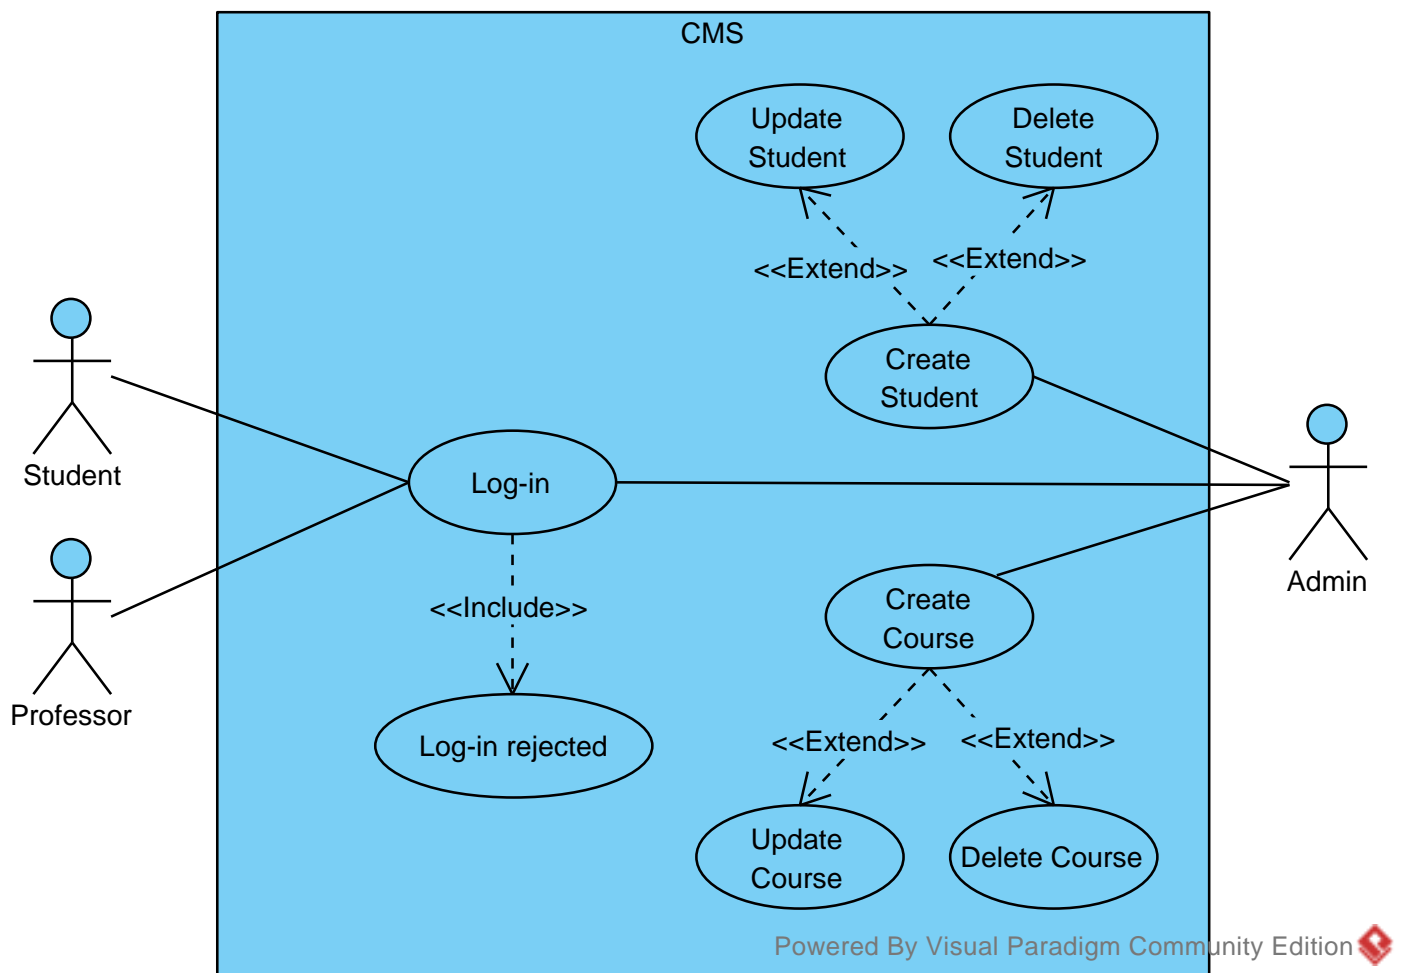 CMS
Update
Student
Delete
Student
<<Extend>>
<<Extend>>
Create
Student
Student
Log-in
Admin
<<Include>>
Create
Course
Professor
Log-in rejected
<<Extend>>
<<Extend>>
Update
Course
Delete Course
Powered By Visual Paradigm Community Edition